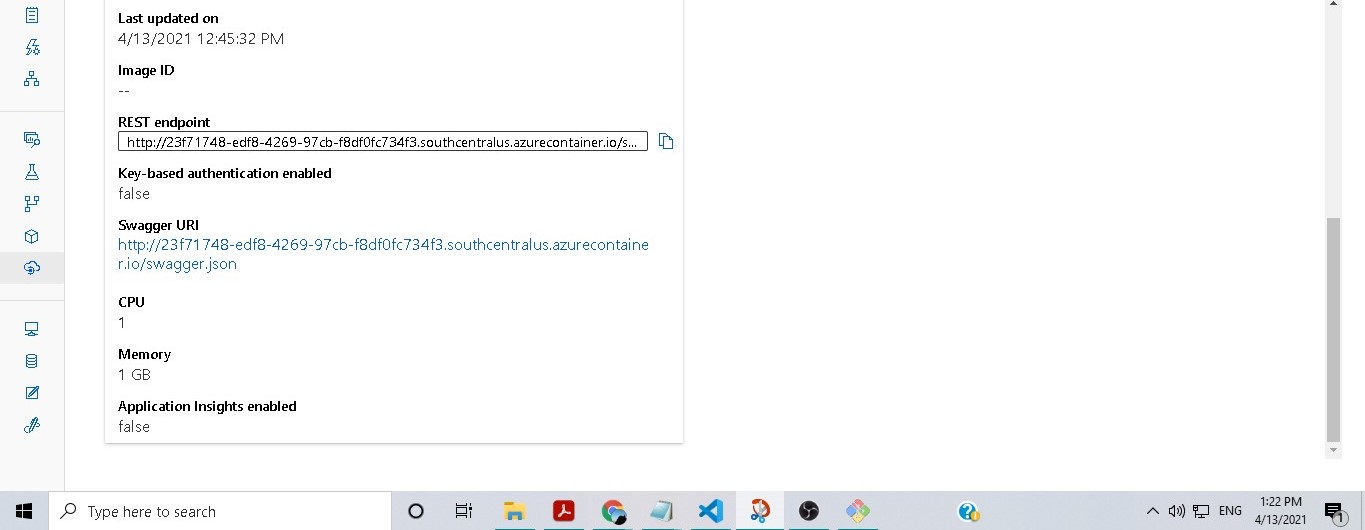 Last updated on
4/13/2021 12:45:32 PM
Image ID
--
REST endpoint
http://23f71748-edf8-4269-97cb-f8df0fc734f3.southcentralus.azurecontainer.io/s...
Key-based authentication enabled
false
Swagger URI
http://23f71748-edf8-4269-97cb-f8df0fc734f3.southcentralus.azurecontaine
r.io/swagger.json
CPU
1
Memory
1 GB
Application Insights enabled
false
Type here to search
ENG
1:22 PM
4/13/2021
1